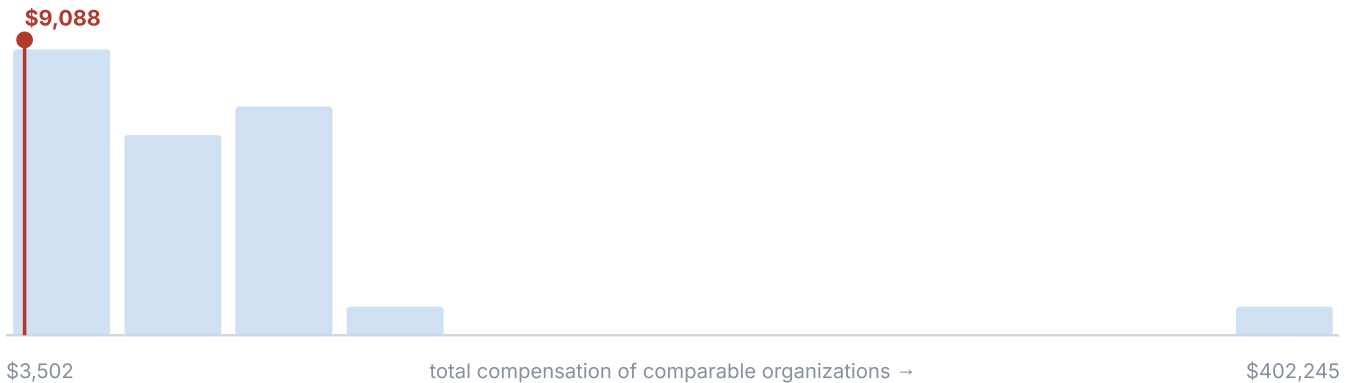 $9,088
$3,502
total compensation of comparable organizations →
$402,245